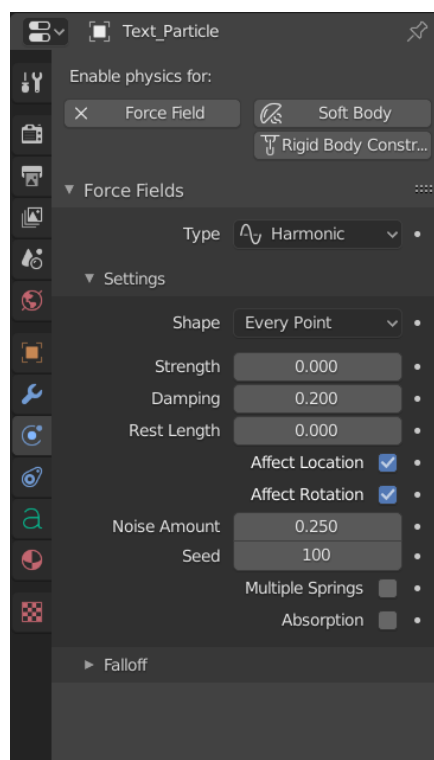 Text_Particle
Enable physics for:
Force Field
Soft Body
Rigid Body Constr...
Force Fields
Type Harmonic
Settings
Shape Every Point
Strength 0.000
Damping 0.200
Rest Length 0.000
Affect Location
Affect Rotation
Noise Amount 0.250
Seed 100
Multiple Springs
Absorption
Falloff